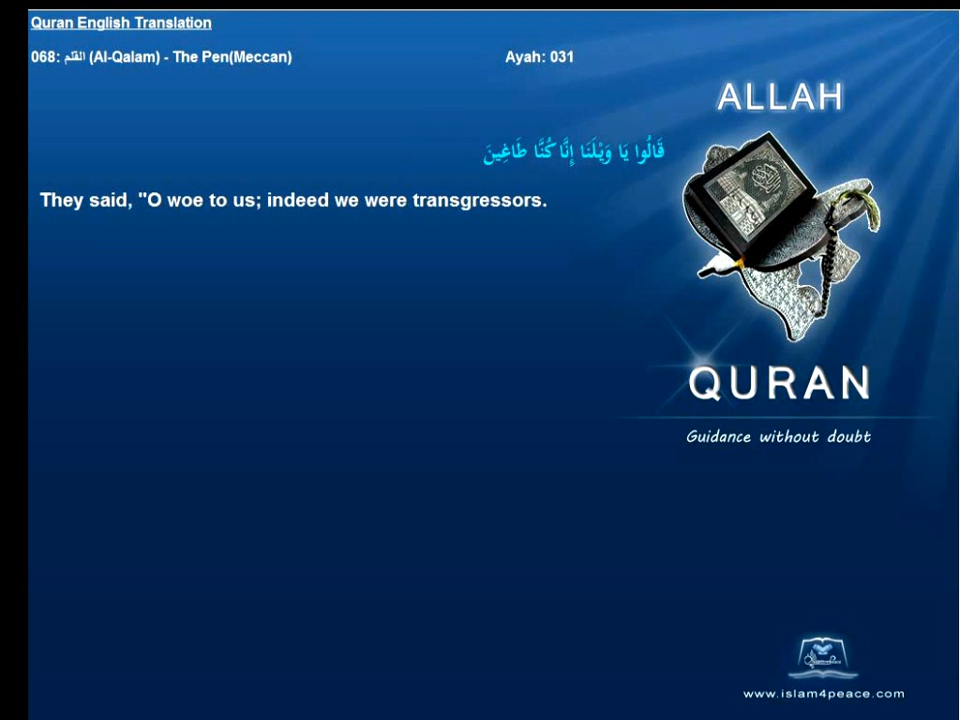 Quran English Translation
068: القلم (Al-Qalam) - The Pen(Meccan) Ayah: 031
ALLAH
قَالُوا يَا وَيْلَنَا إِنَّا كُنَّا طَاغِينَ
They said, "O woe to us; indeed we were transgressors.
QURAN
Guidance without doubt
www.islam4peace.com